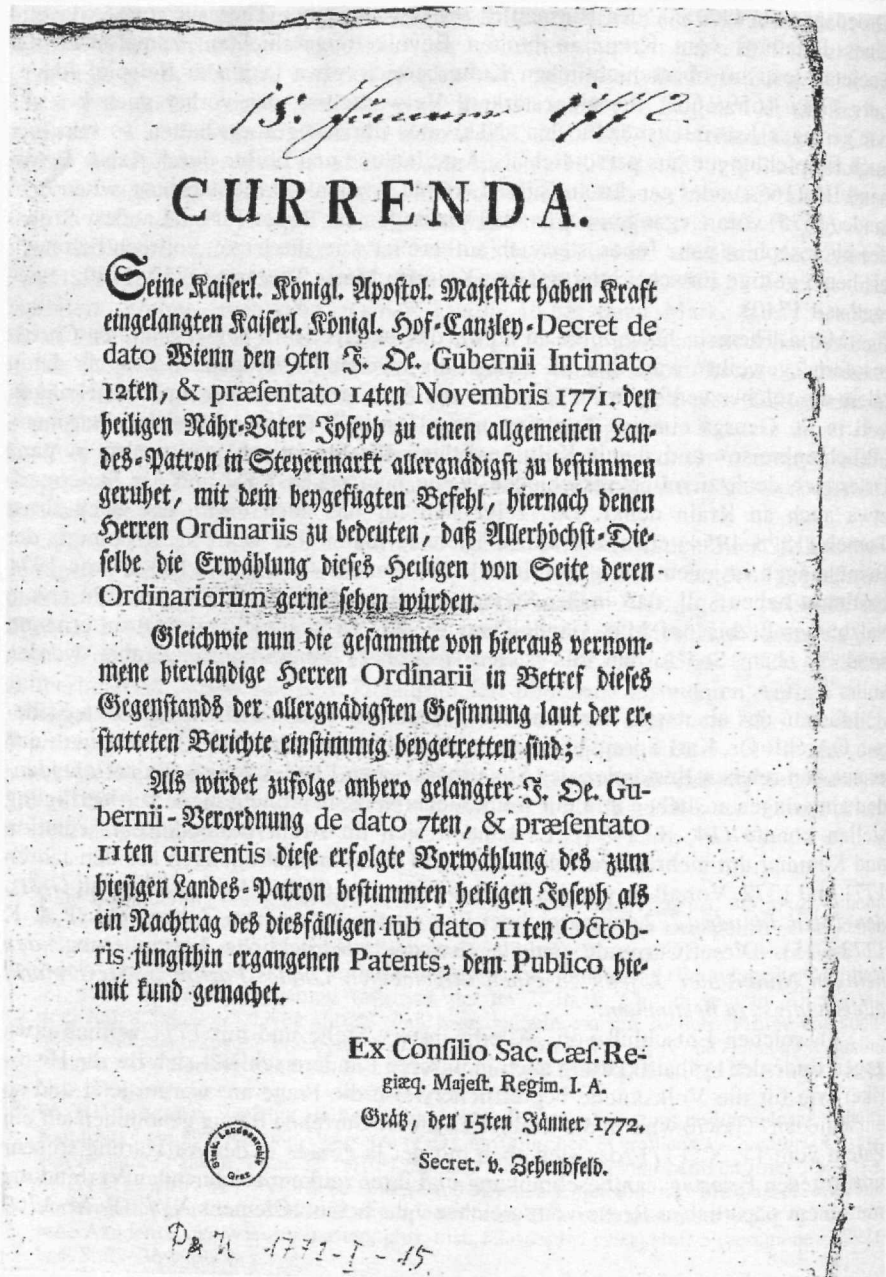 15. Jenner 1772
CURRENDA.
Seine Kaiserl. Königl. Apostol. Majestät haben Kraft
eingelangten Kaiserl. Königl. Hof-Canzley-Decret de
dato Wienn den 9ten J. Oe. Gubernii Intimato
12ten, & præsentato 14ten Novembris 1771. den
heiligen Nähr-Vater Joseph zu einen allgemeinen Lan-
des-Patron in Steyermarkt allergnädigst zu bestimmen
geruhet, mit dem beygefügten Befehl, hiernach denen
Herren Ordinariis zu bedeuten, daß Allerhöchst-Die-
selbe die Erwählung dieses Heiligen von Seite deren
Ordinariorum gerne sehen würden.
Gleichwie nun die gesammte von hieraus vernom-
mene hierländige Herren Ordinarii in Betref dieses
Gegenstands der allergnädigsten Gesinnung laut der er-
statteten Berichte einstimmig beygetretten sind;
Als wirdet zufolge anhero gelangter J. Oe. Gu-
bernii-Verordnung de dato 7ten, & præsentato
11ten currentis diese erfolgte Vorwählung des zum
hiesigen Landes-Patron bestimmten heiligen Joseph als
ein Nachtrag des diesfälligen sub dato 11ten Octob-
ris jüngsthin ergangenen Patents, dem Publico hie-
mit kund gemachet.
Ex Consilio Sac. Cæs. Re-
giæq. Majest. Regim. I. A.
Grätz, den 15ten Jänner 1772.
Secret. v. Zehendfeld.
Steierm. Landesarchiv Graz
1772-I-15